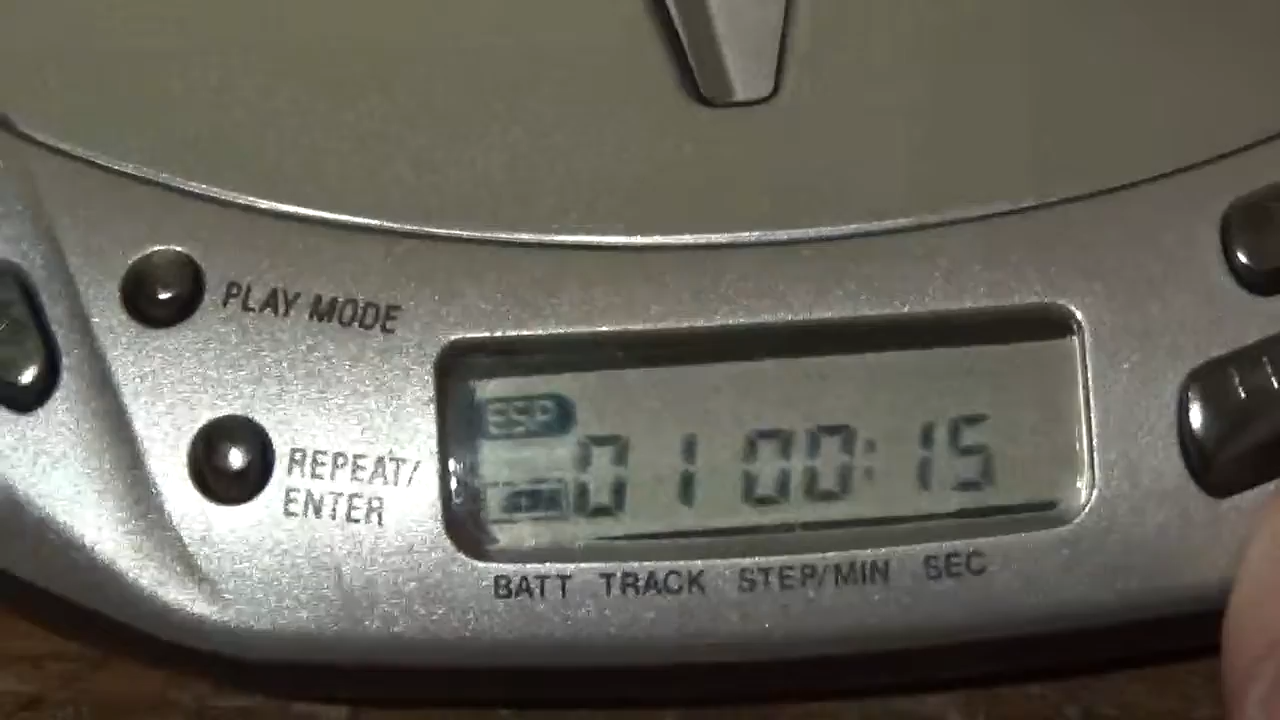 PLAY MODE
REPEAT/
ENTER
ESP
01 00:15
BATT TRACK STEP/MIN SEC